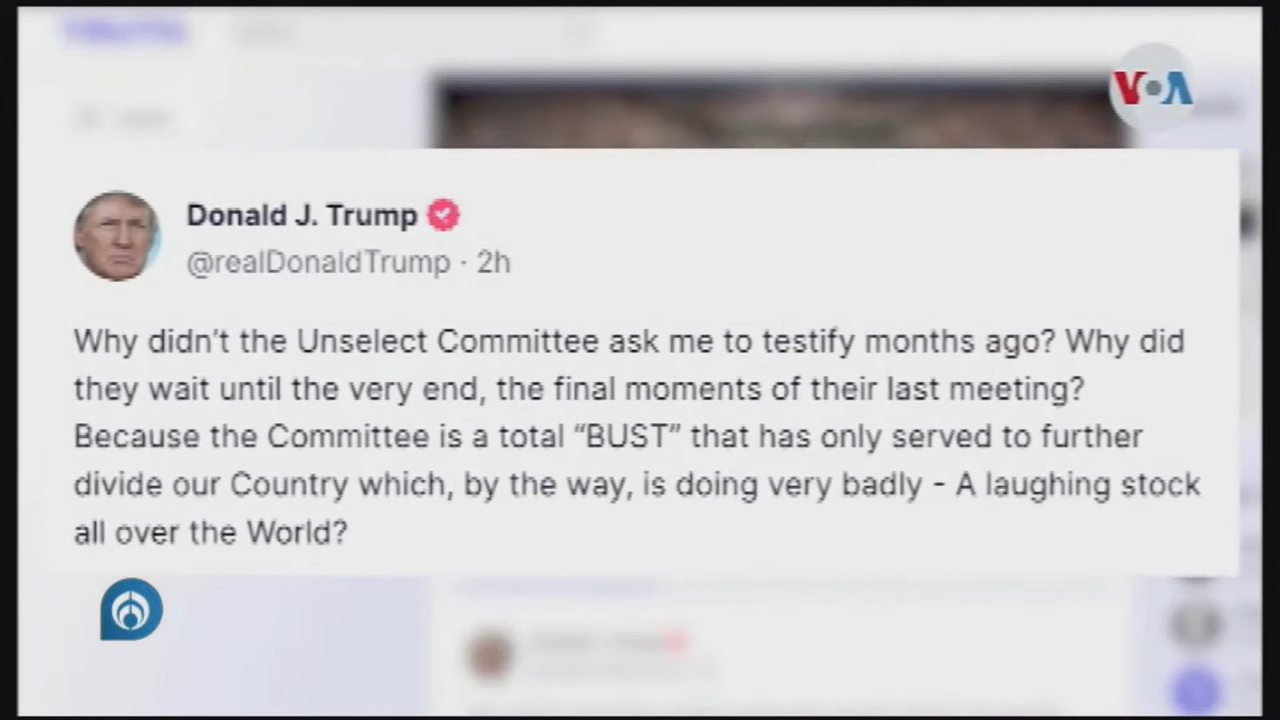 TRUTH
VOA
Donald J. Trump
@realDonaldTrump · 2h
Why didn't the Unselect Committee ask me to testify months ago? Why did
they wait until the very end, the final moments of their last meeting?
Because the Committee is a total “BUST” that has only served to further
divide our Country which, by the way, is doing very badly - A laughing stock
all over the World?